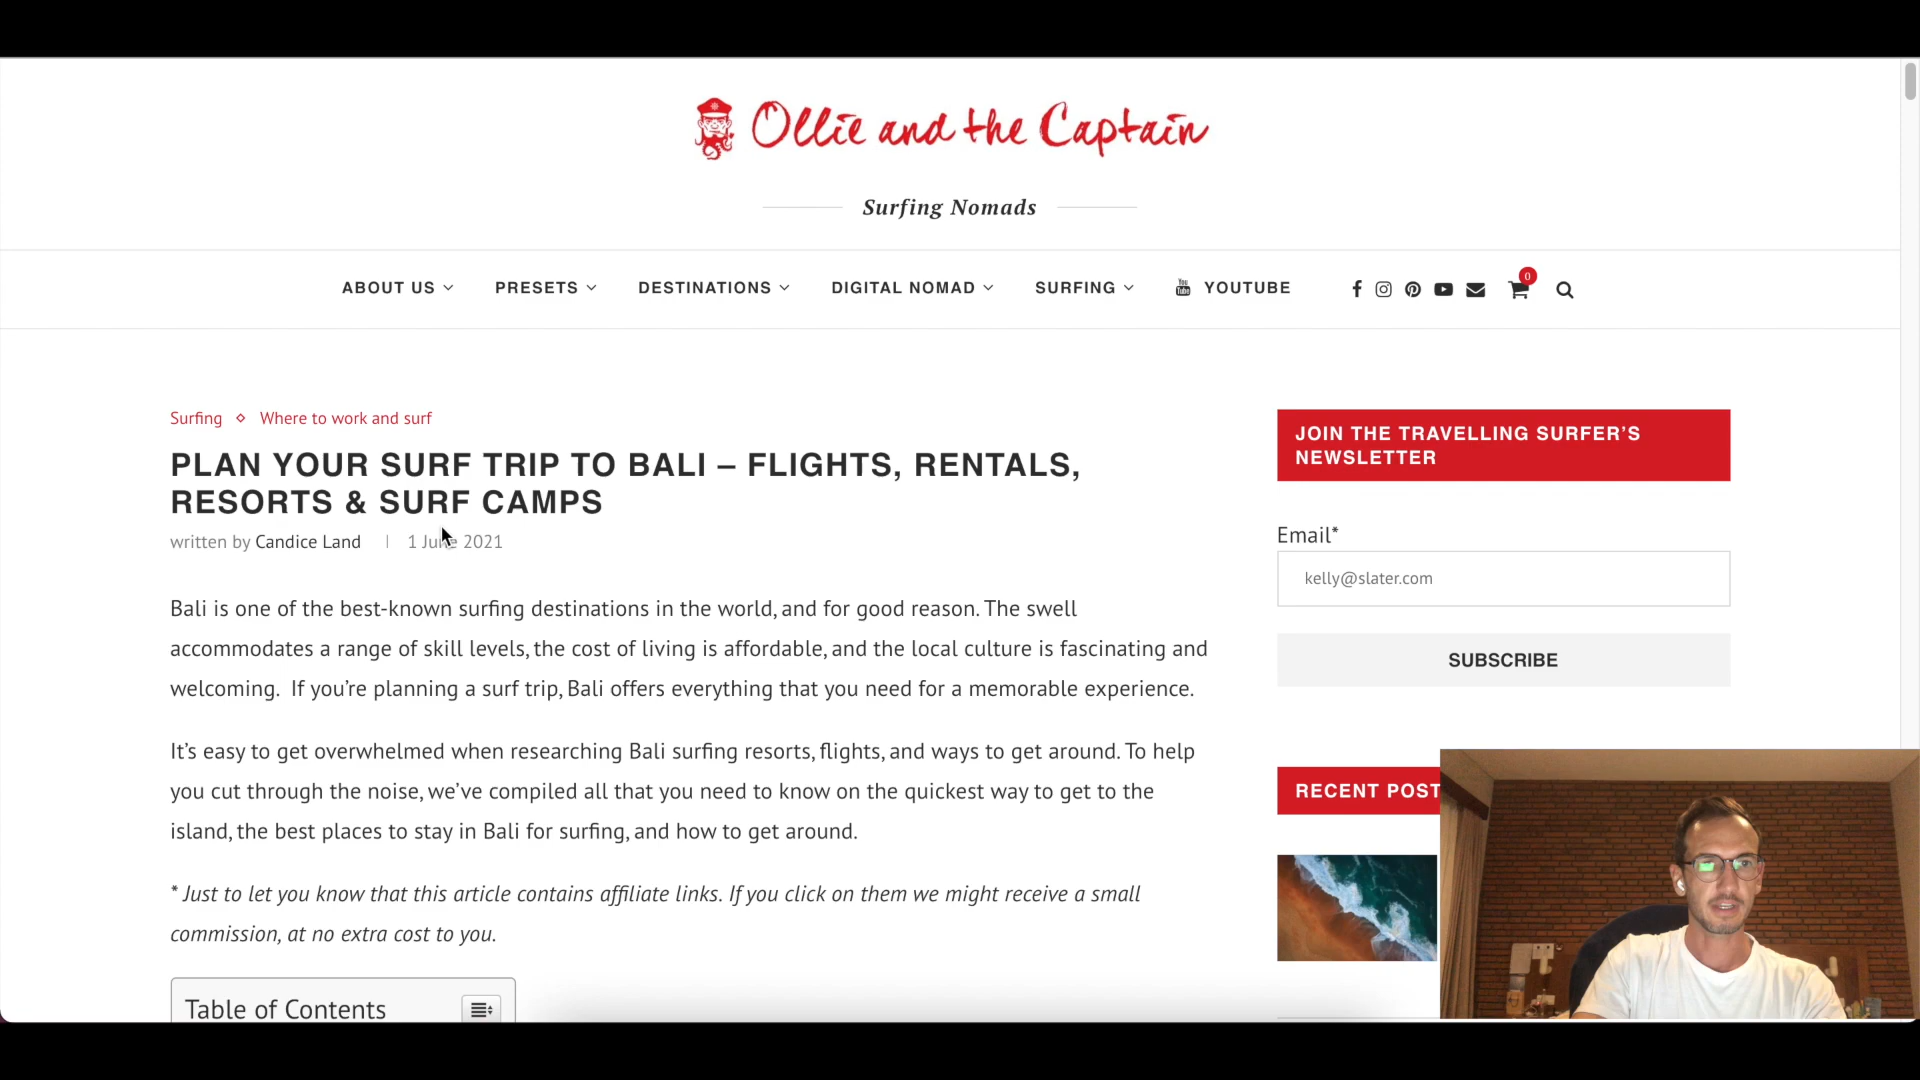 Ollie and the Captain
Surfing Nomads
ABOUT US
PRESETS
DESTINATIONS
DIGITAL NOMAD
SURFING
YOUTUBE
0
Surfing
Where to work and surf
PLAN YOUR SURF TRIP TO BALI – FLIGHTS, RENTALS,
RESORTS & SURF CAMPS
written by Candice Land
1 June 2021
Bali is one of the best-known surfing destinations in the world, and for good reason. The swell
accommodates a range of skill levels, the cost of living is affordable, and the local culture is fascinating and
welcoming.  If you’re planning a surf trip, Bali offers everything that you need for a memorable experience.
It’s easy to get overwhelmed when researching Bali surfing resorts, flights, and ways to get around. To help
you cut through the noise, we’ve compiled all that you need to know on the quickest way to get to the
island, the best places to stay in Bali for surfing, and how to get around.
* Just to let you know that this article contains affiliate links. If you click on them we might receive a small
commission, at no extra cost to you.
Table of Contents
JOIN THE TRAVELLING SURFER’S
NEWSLETTER
Email*
kelly@slater.com
SUBSCRIBE
RECENT POST